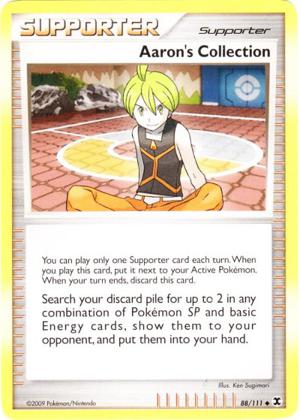 SUPPORTER
Supporter
Aaron's Collection
You can play only one Supporter card each turn. When
you play this card, put it next to your Active Pokémon.
When your turn ends, discard this card.
Search your discard pile for up to 2 in any
combination of Pokémon SP and basic
Energy cards, show them to your
opponent, and put them into your hand.
Illus. Ken Sugimori
©2009 Pokémon/Nintendo
88/111